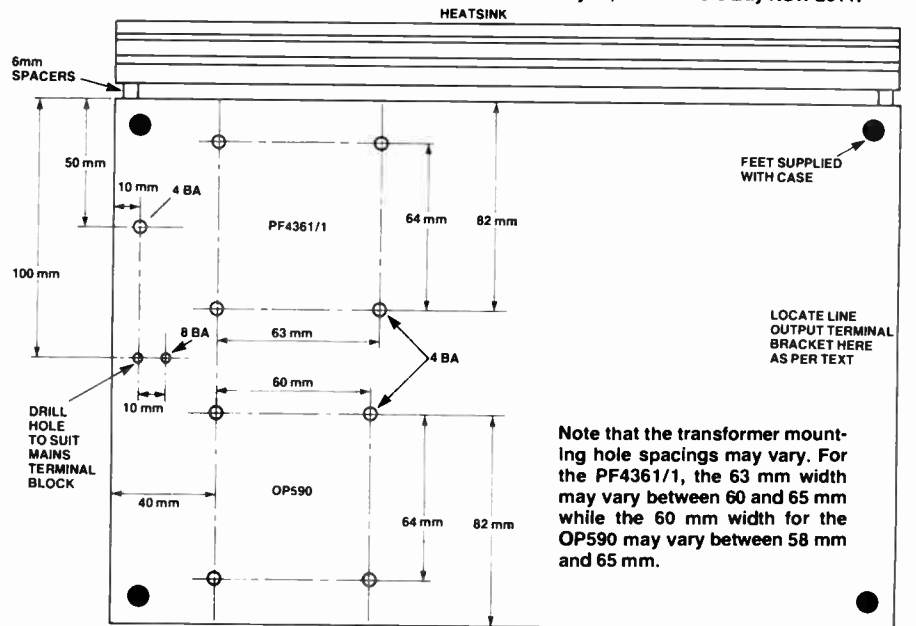 HEATSINK
6mm
SPACERS
50 mm
10 mm
4 BA
FEET SUPPLIED
WITH CASE
64 mm
82 mm
PF4361/1
100 mm
8 BA
63 mm
4 BA
LOCATE LINE
OUTPUT TERMINAL
BRACKET HERE
AS PER TEXT
60 mm
10 mm
DRILL
HOLE
TO SUIT
MAINS
TERMINAL
BLOCK
OP590
40 mm
64 mm
82 mm
Note that the transformer mount-
ing hole spacings may vary. For
the PF4361/1, the 63 mm width
may vary between 60 and 65 mm
while the 60 mm width for the
OP590 may vary between 58 mm
and 65 mm.